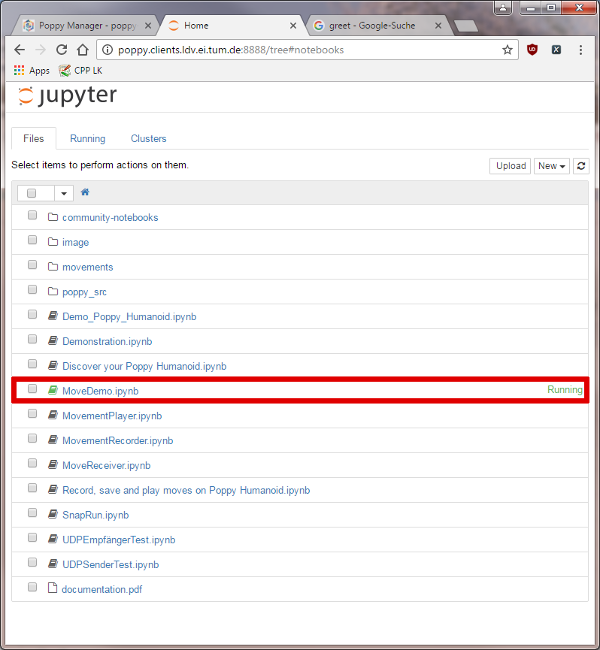 Poppy Manager - poppy
Home
greet - Google-Suche
poppy.clients.ldv.ei.tum.de:8888/tree#notebooks
Apps CPP LK
jupyter
Files Running Clusters
Select items to perform actions on them.
Upload New
community-notebooks
image
movements
poppy_src
Demo_Poppy_Humanoid.ipynb
Demonstration.ipynb
Discover your Poppy Humanoid.ipynb
MoveDemo.ipynb Running
MovementPlayer.ipynb
MovementRecorder.ipynb
MoveReceiver.ipynb
Record, save and play moves on Poppy Humanoid.ipynb
SnapRun.ipynb
UDPEmpfängerTest.ipynb
UDPSenderTest.ipynb
documentation.pdf